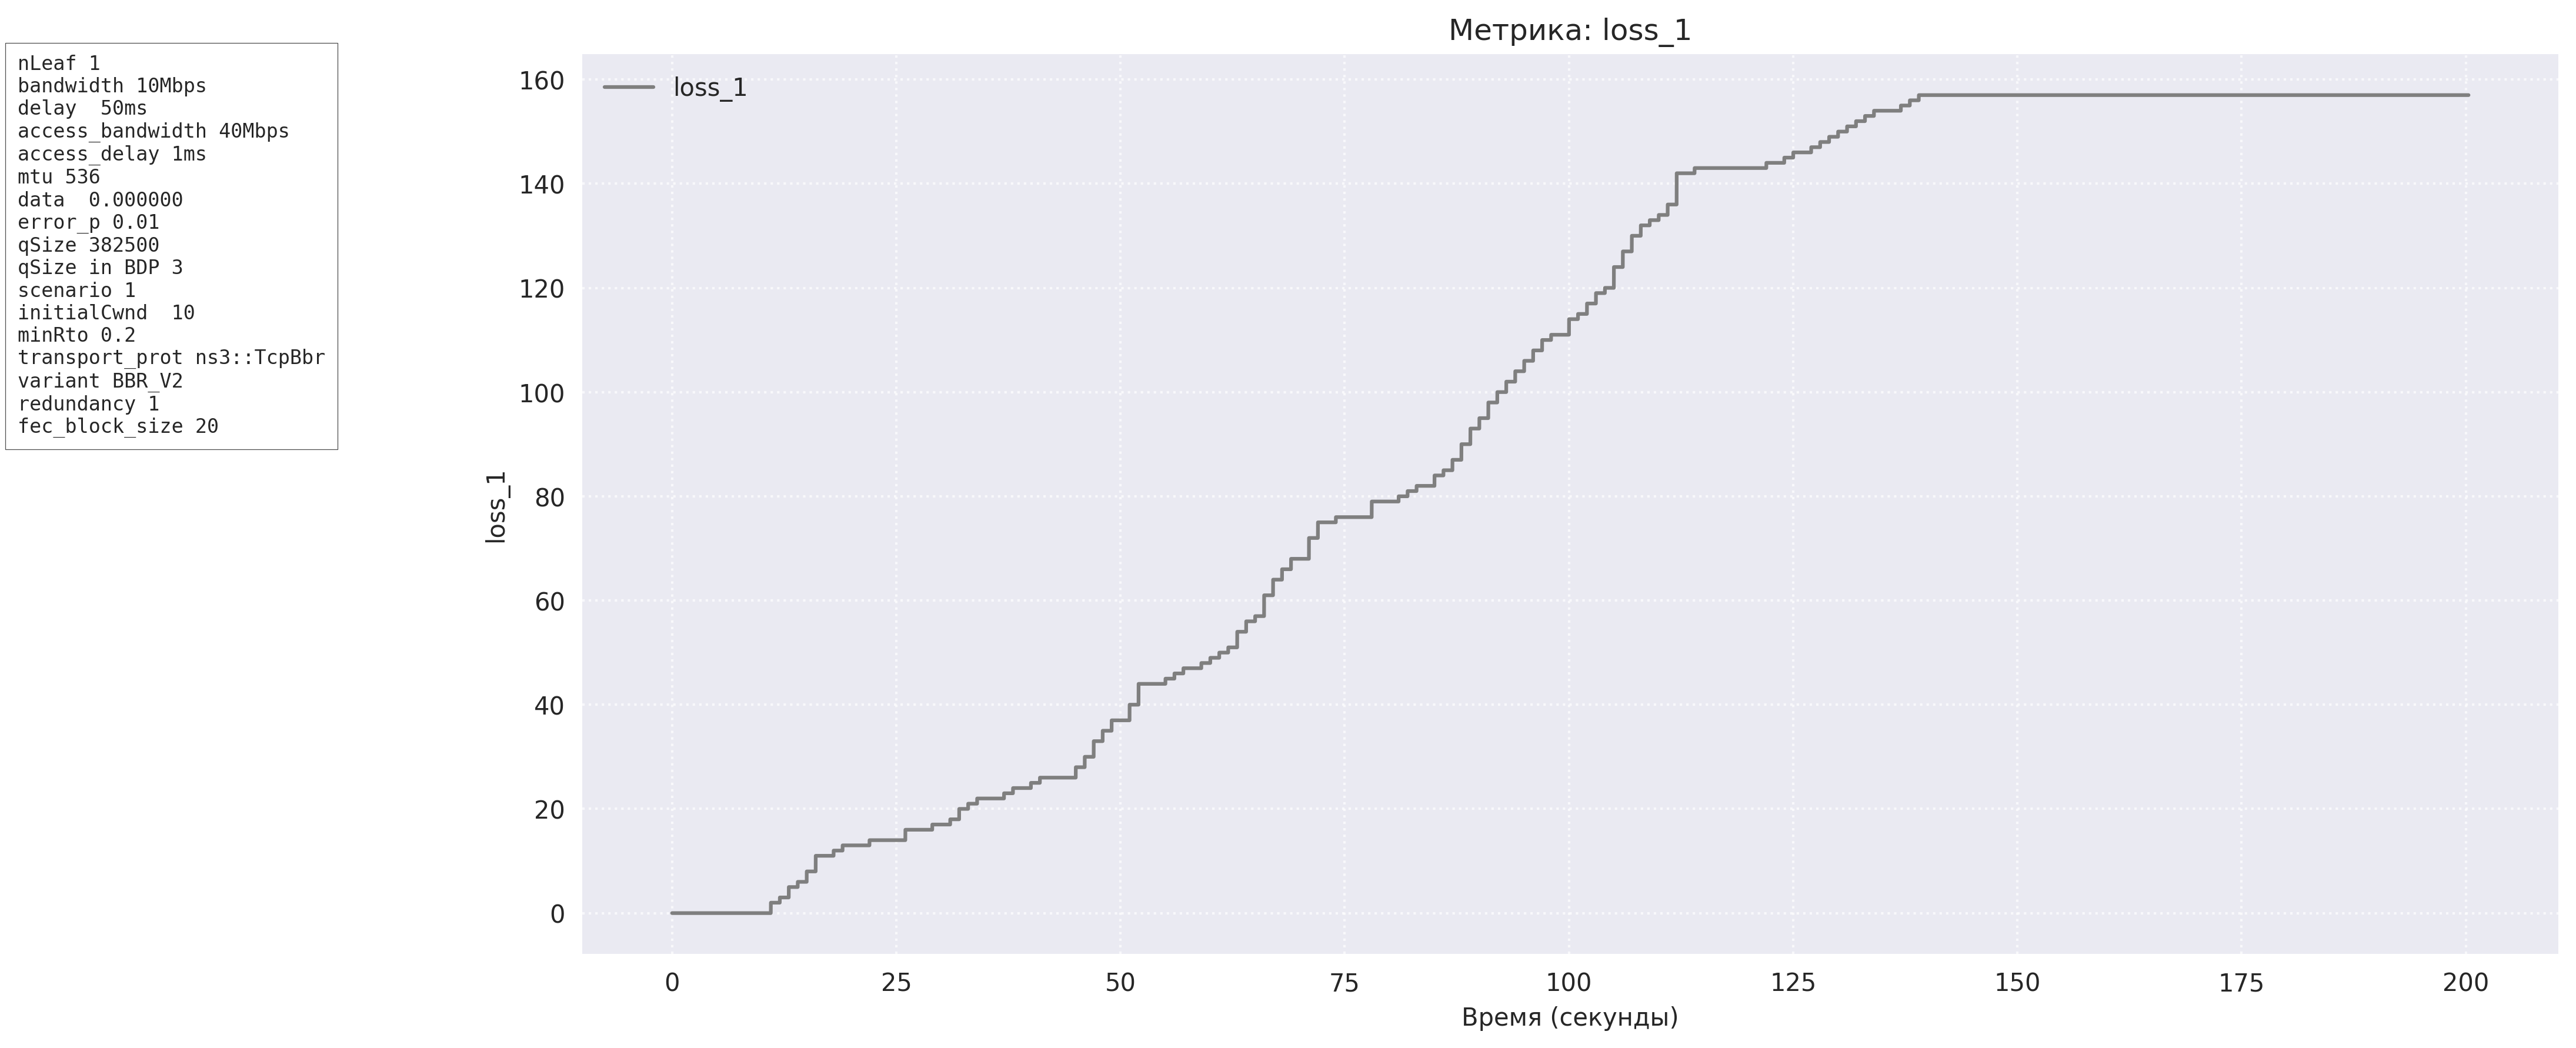 nLeaf 1
bandwidth 10Mbps
delay  50ms
access_bandwidth 40Mbps
access_delay 1ms
mtu 536
data  0.000000
error_p 0.01
qSize 382500
qSize in BDP 3
scenario 1
initialCwnd  10
minRto 0.2
transport_prot ns3::TcpBbr
variant BBR_V2
redundancy 1
fec_block_size 20
Метрика: loss_1
loss_1
loss_1
160
140
120
100
80
60
40
20
0
0 25 50 75 100 125 150 175 200
Время (секунды)